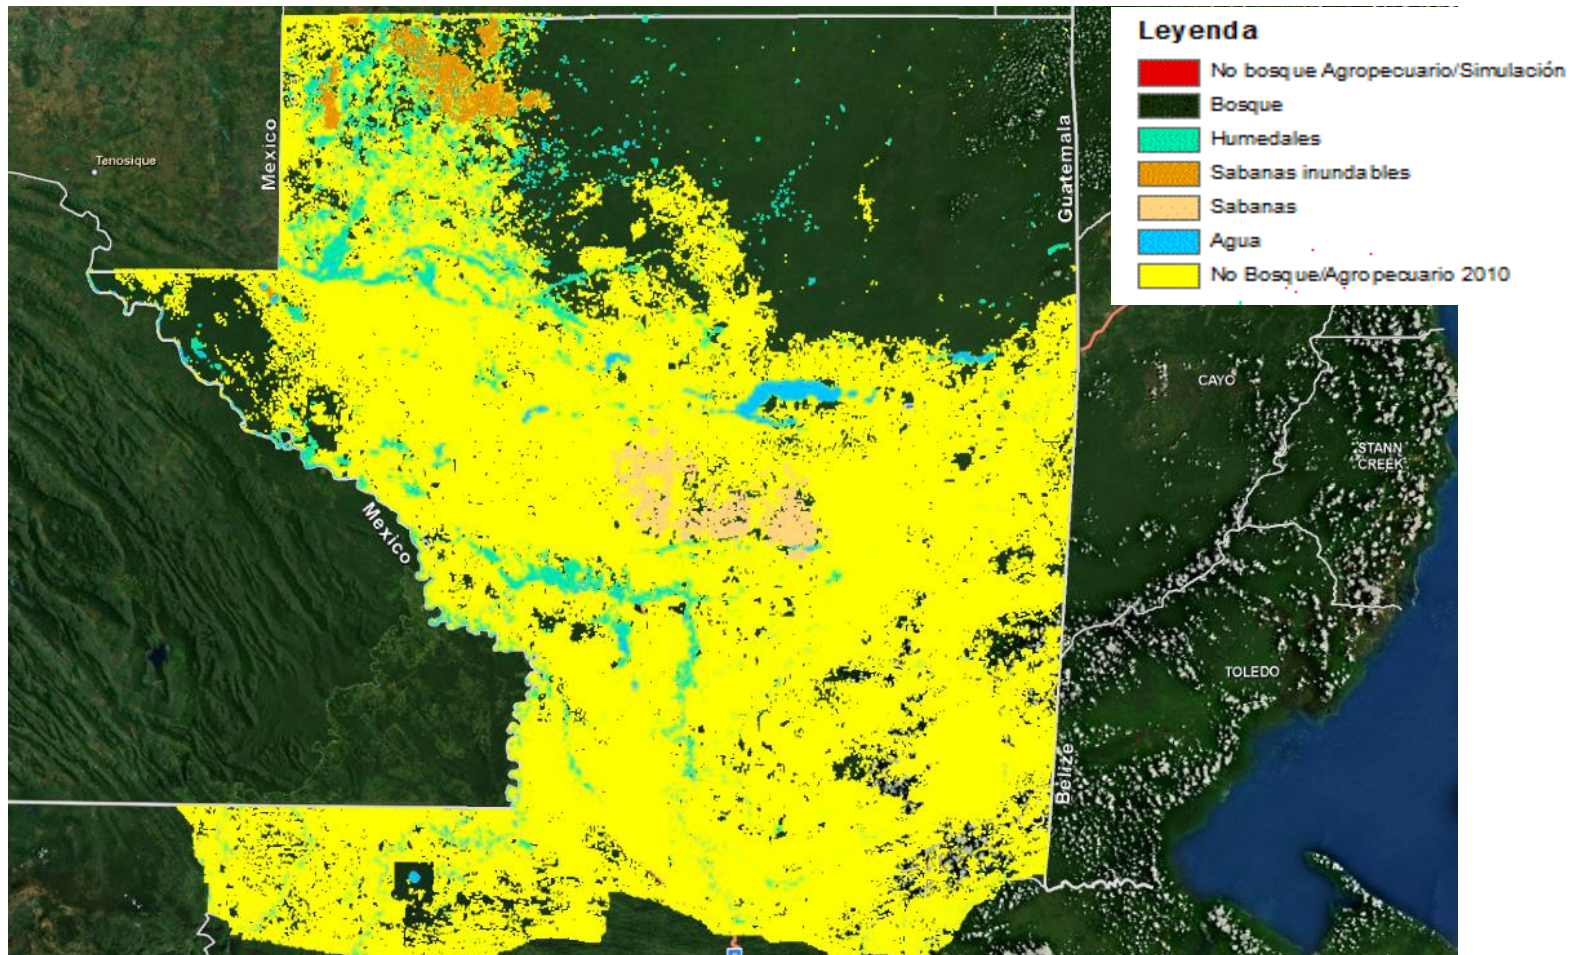 Leyenda
No bosque Agropecuario/Simulación
Bosque
Humedales
Sabanas inundables
Sabanas
Agua
No Bosque/Agropecuario 2010
Mexico
Tenosique
Guatemala
CAYO
STANN
CREEK
Mexico
TOLEDO
Belize